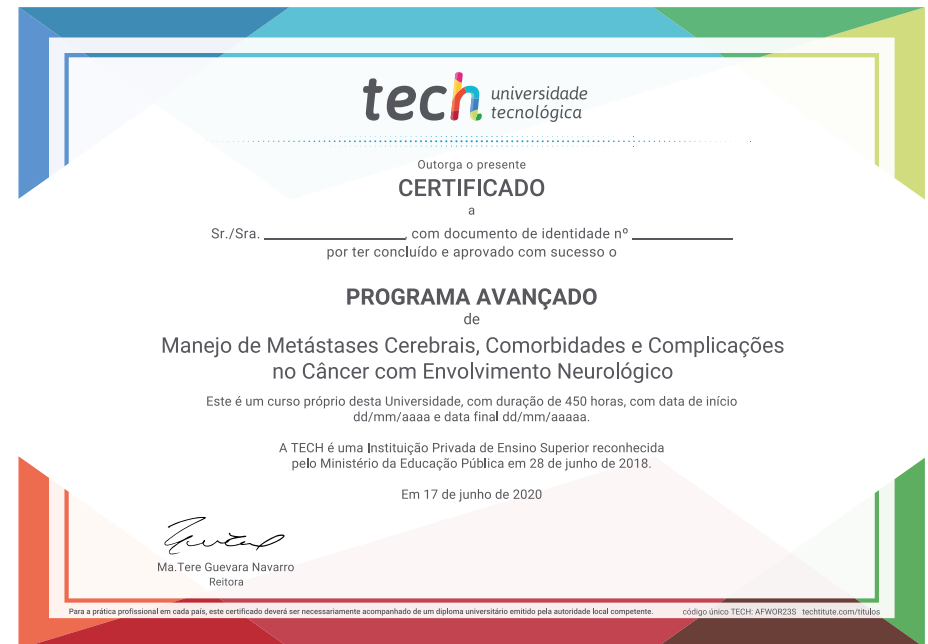 tech universidade
tecnológica
Outorga o presente
CERTIFICADO
a
Sr./Sra. ____________________, com documento de identidade nº ______________
por ter concluído e aprovado com sucesso o
PROGRAMA AVANÇADO
de
Manejo de Metástases Cerebrais, Comorbidades e Complicações
no Câncer com Envolvimento Neurológico
Este é um curso próprio desta Universidade, com duração de 450 horas, com data de início
dd/mm/aaaa e data final dd/mm/aaaaa.
A TECH é uma Instituição Privada de Ensino Superior reconhecida
pelo Ministério da Educação Pública em 28 de junho de 2018.
Em 17 de junho de 2020
Ma.Tere Guevara Navarro
Reitora
Para a prática profissional em cada país, este certificado deverá ser necessariamente acompanhado de um diploma universitário emitido pela autoridade local competente. código único TECH: AFWOR23S techtitute.com/titulos